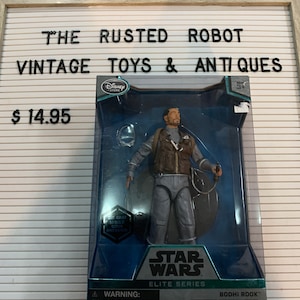 THE RUSTED ROBOT
VINTAGE TOYS & ANTIQUES
$ 14.95
Disney
STAR
WARS
ELITE SERIES
WARNING:
BODHI ROOK